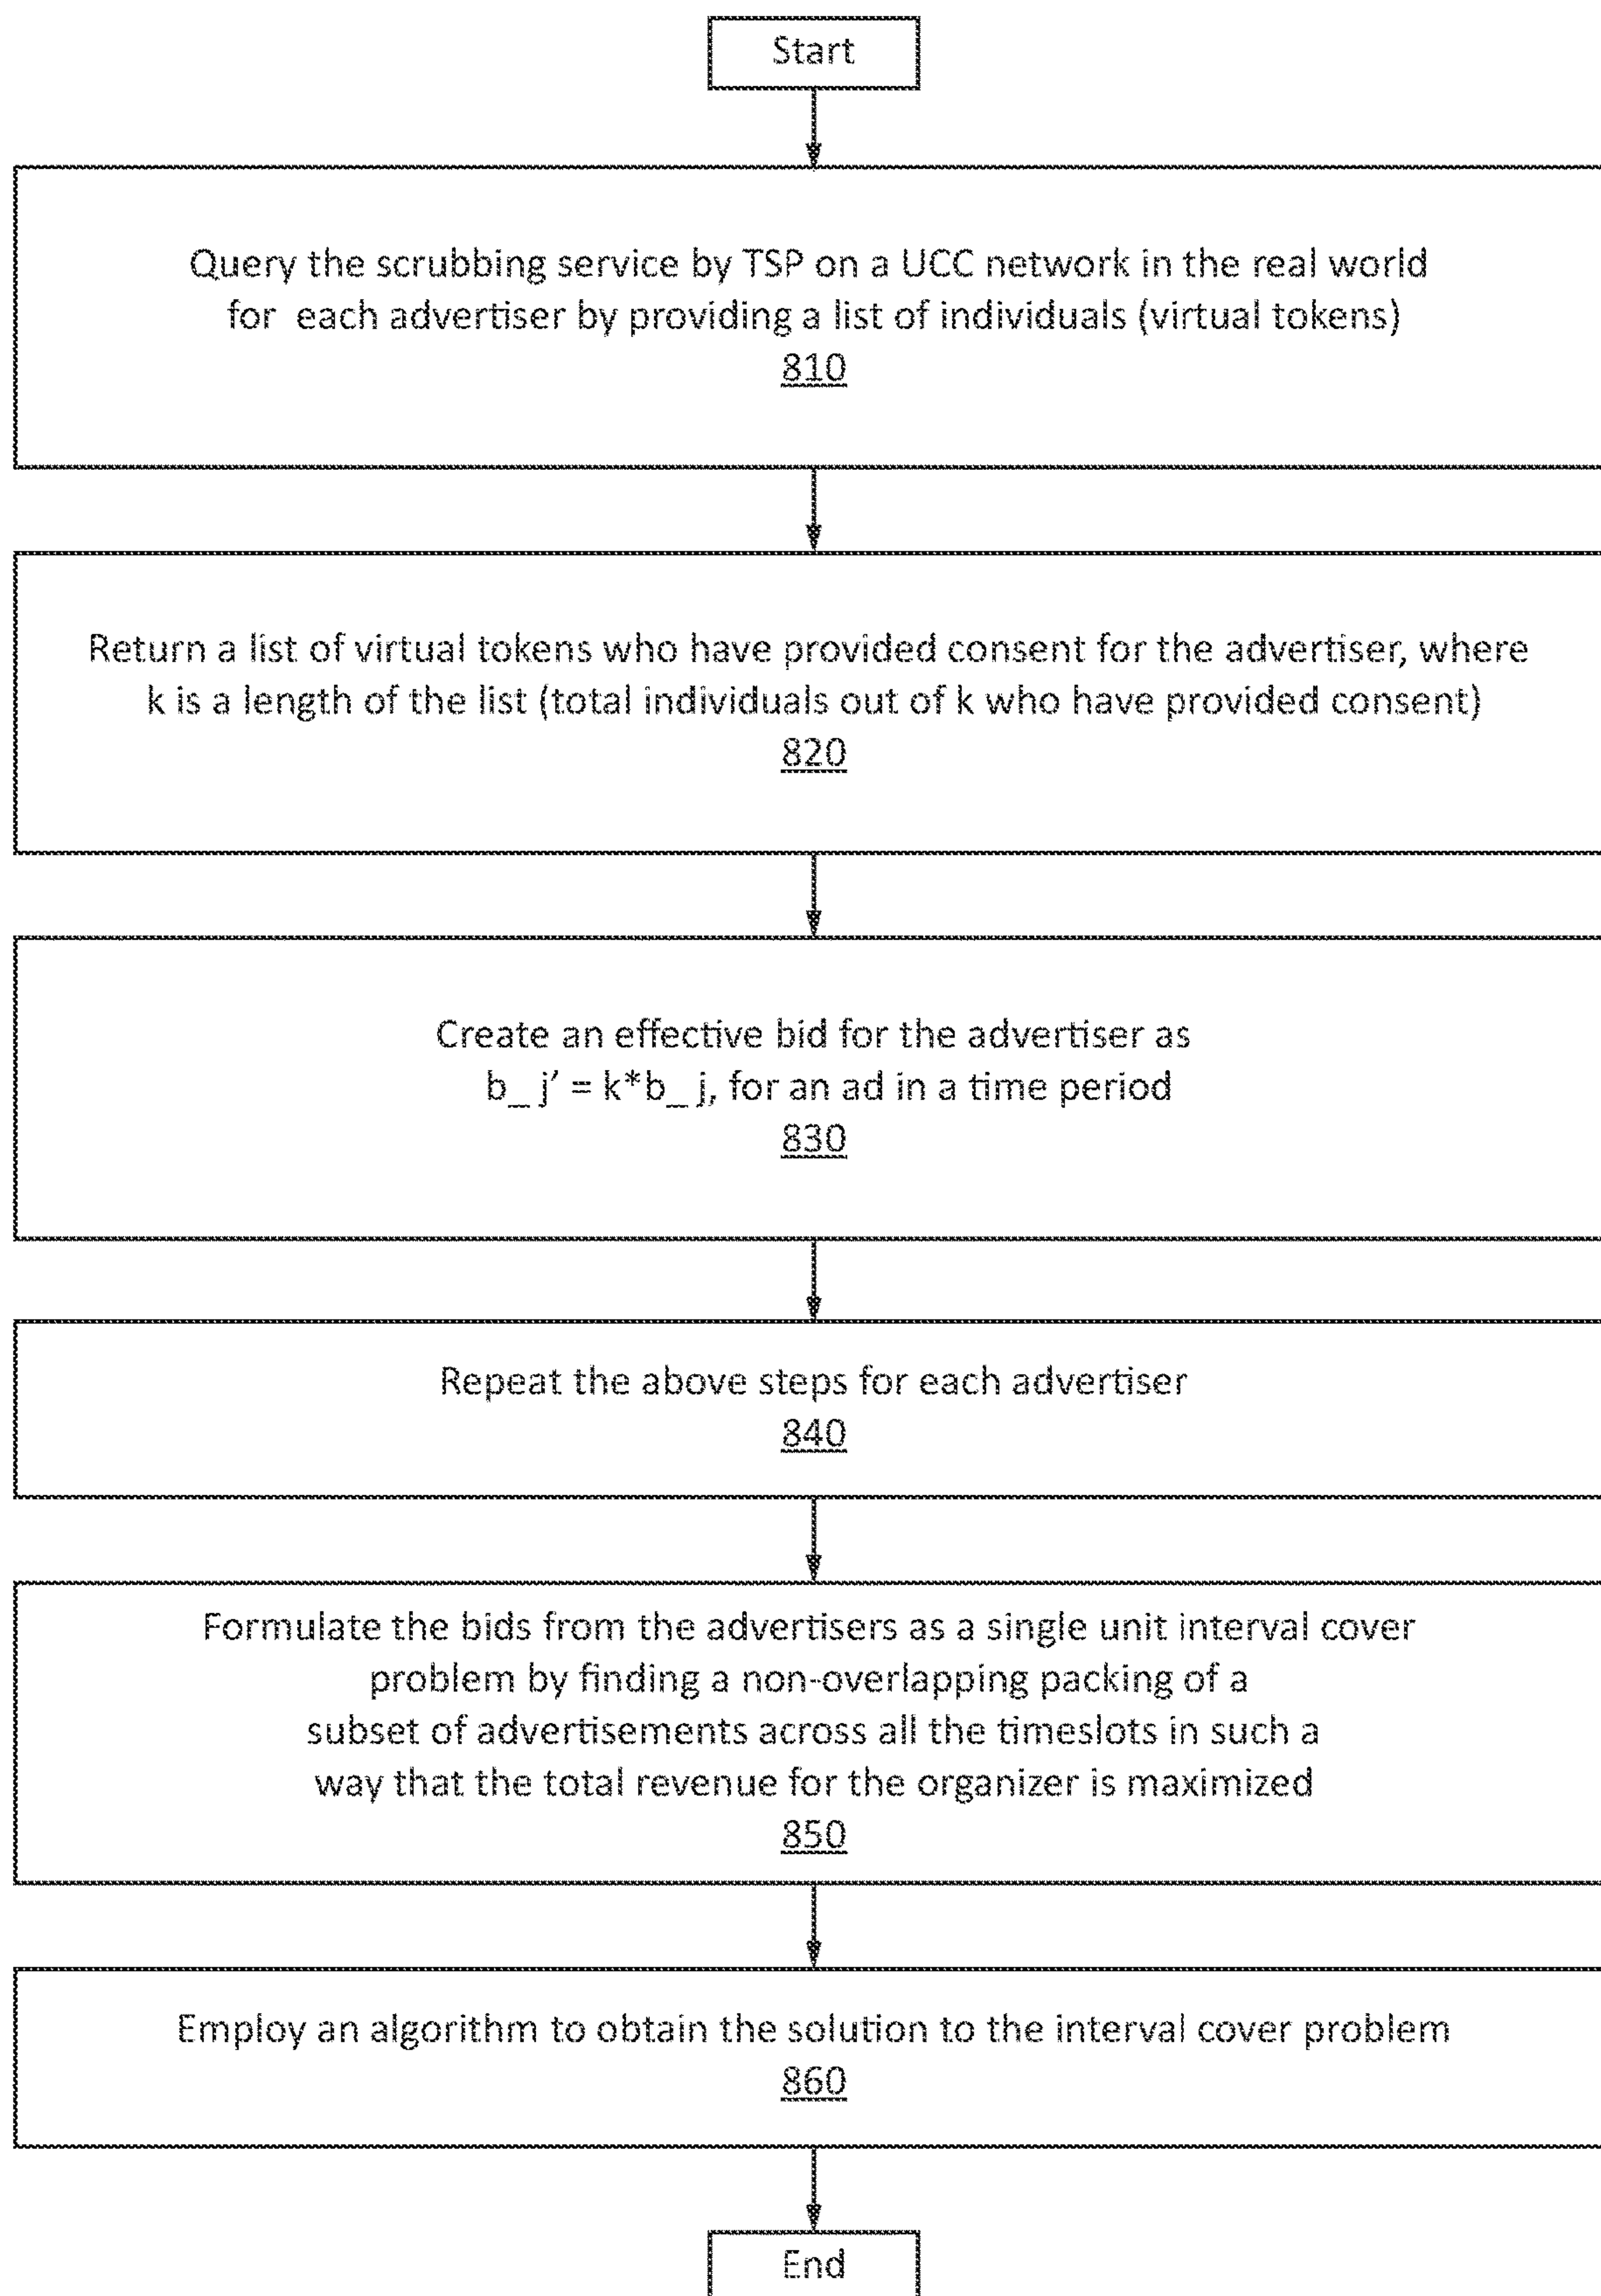 Start
Query the scrubbing service by TSP on a UCC network in the real world
for each advertiser by providing a list of individuals (virtual tokens)
810
Return a list of virtual tokens who have provided consent for the advertiser, where
k is a length of the list (total individuals out of k who have provided consent)
820
Create an effective bid for the advertiser as
b_ j’ = k*b_ j, for an ad in a time period
830
Repeat the above steps for each advertiser
840
Formulate the bids from the advertisers as a single unit interval cover
problem by finding a non-overlapping packing of a
subset of advertisements across all the timeslots in such a
way that the total revenue for the organizer is maximized
850
Employ an algorithm to obtain the solution to the interval cover problem
860
End